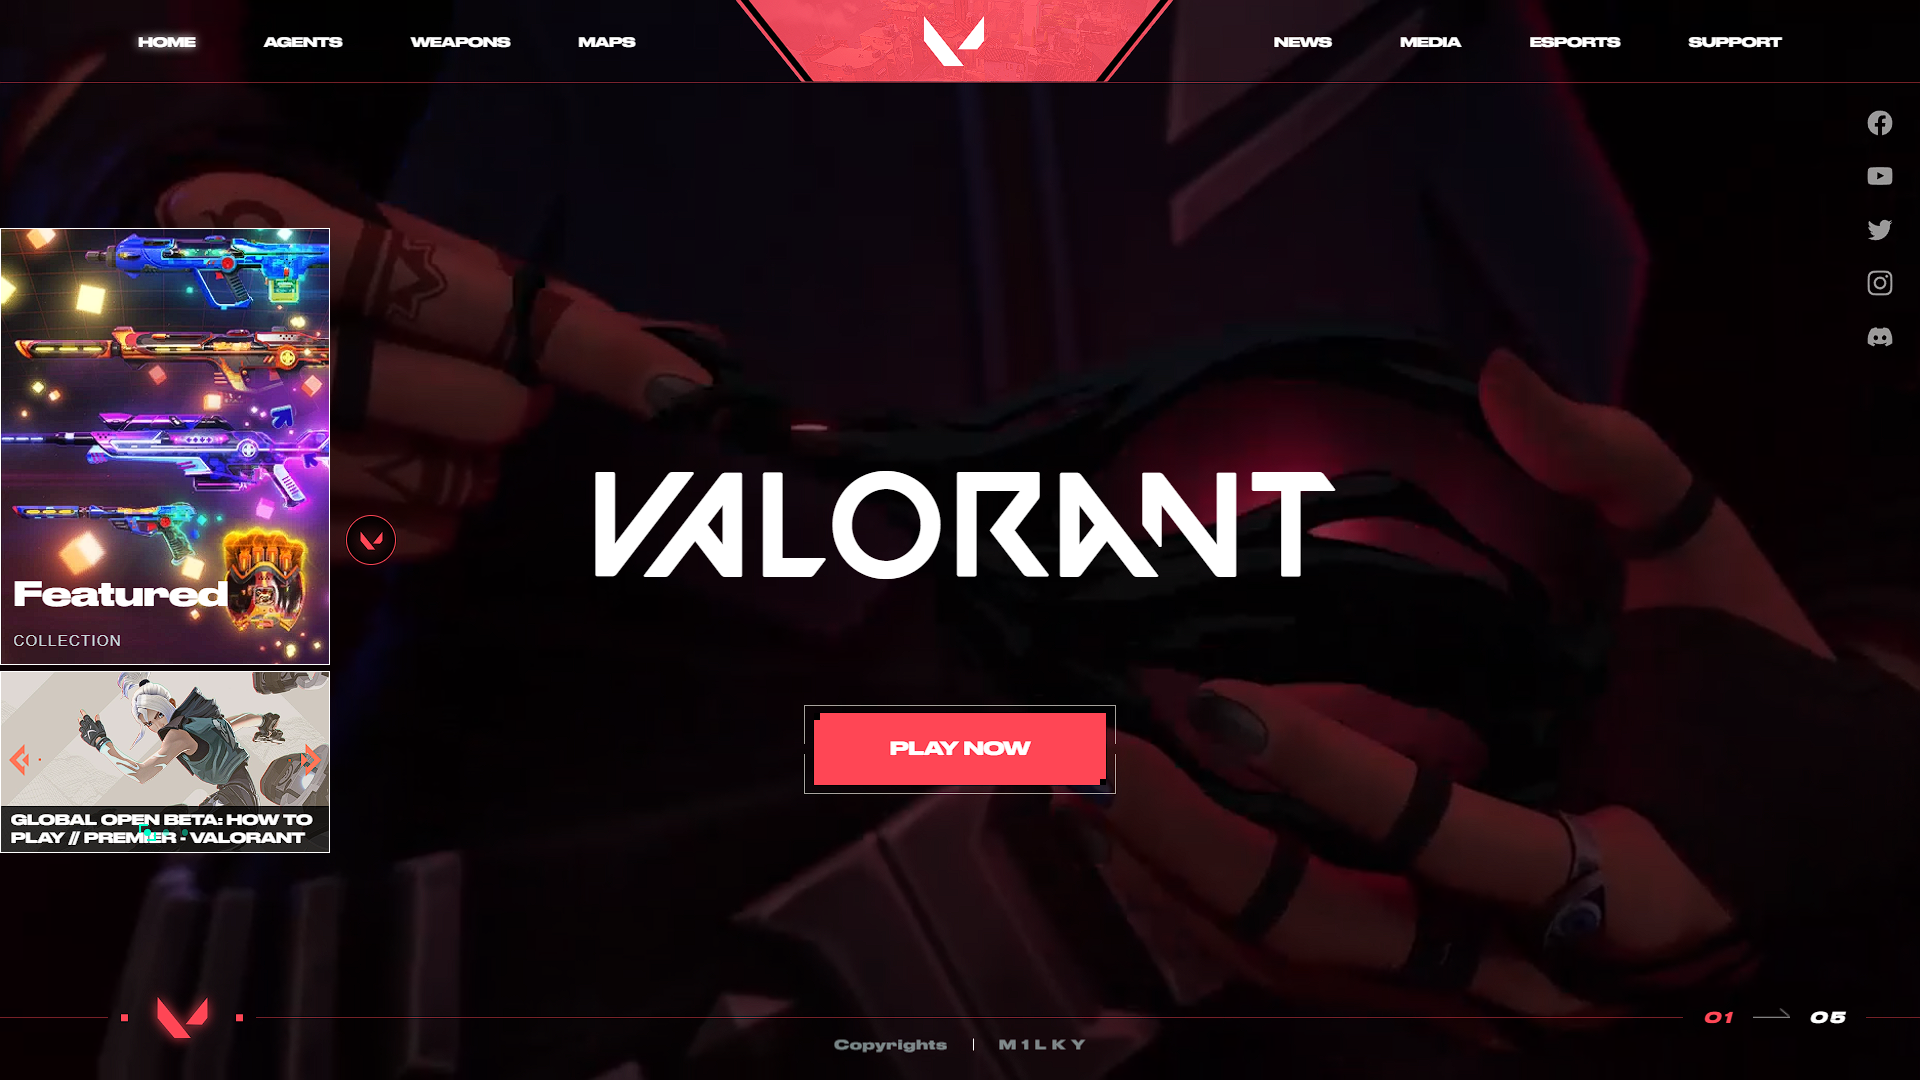 HOME
AGENTS
WEAPONS
MAPS
NEWS
MEDIA
ESPORTS
SUPPORT
Featured
COLLECTION
VALORANT
PLAY NOW
GLOBAL OPEN BETA: HOW TO
PLAY // PREMIER - VALORANT
01
05
Copyrights
M1LKY